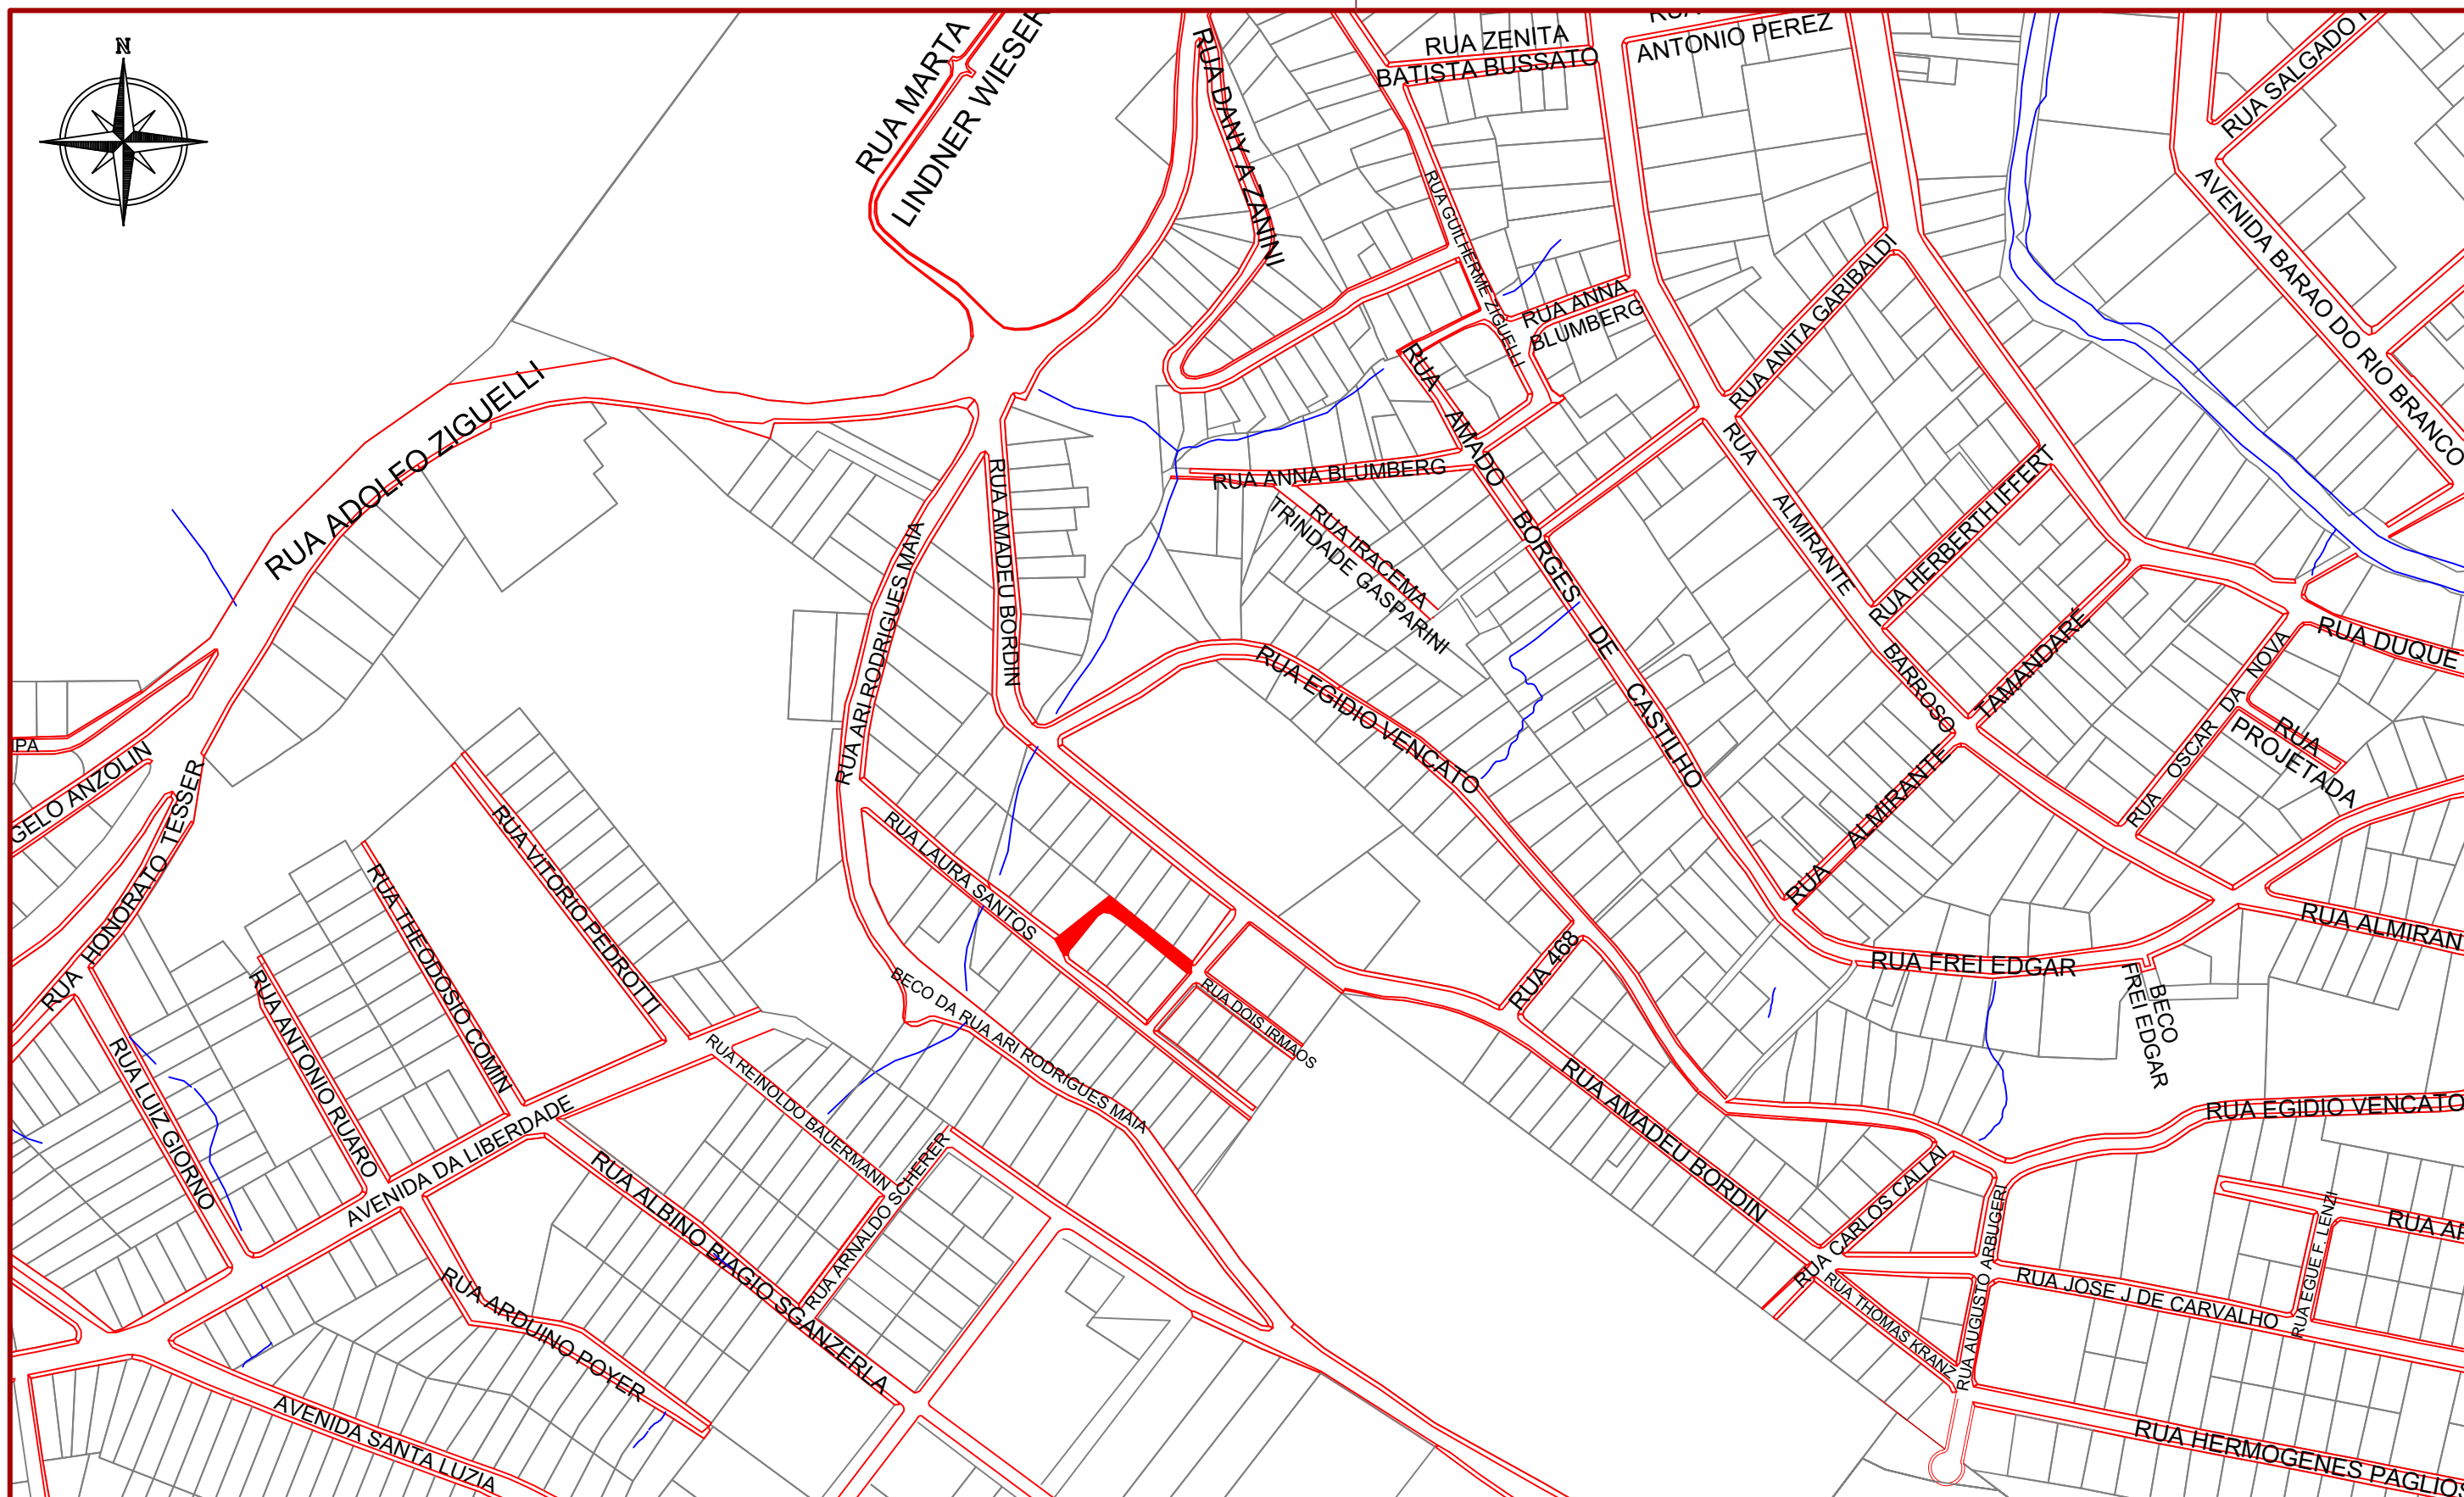 N
RUA MARTA
LINDNER WIESER
RUA DANY A ZANINI
RUA ZENITA
BATISTA BUSSATO
ANTONIO PEREZ
RUA SALGADO
AVENIDA BARAO DO RIO BRANCO
RUA GUILHERME ZIGUELLI
RUA ANNA
BLUMBERG
RUA ANITA GARIBALDI
RUA ADOLFO ZIGUELLI
RUA AMADO BORGES DE CASTILHO
RUA ALMIRANTE BARROSO
RUA HERBERTH IFFERT
RUA ANNA BLUMBERG
RUA IRACEMA
TRINDADE GASPARINI
RUA AMADEU BORDIN
RUA ARI RODRIGUES MAIA
RUA EGIDIO VENCATO
RUA ALMIRANTE TAMANDARÉ
RUA OSCAR DA NOVA
RUA DUQUE
RUA
PROJETADA
IPA
GELO ANZOLIN
RUA HONORATO TESSER
RUA VITORIO PEDROTTI
RUA THEODOSIO COMIN
RUA ANTONIO RUARO
RUA LUIZ GIORNO
RUA LAURA SANTOS
BECO DA RUA ARI RODRIGUES MAIA
RUA DOIS IRMAOS
RUA 468
RUA FREI EDGAR
BECO
FREI EDGAR
RUA ALMIRAN
RUA EGIDIO VENCATO
RUA REINOLDO BAUERMANN
AVENIDA DA LIBERDADE
RUA ALBINO BIAGIO SGANZERLA
RUA ARNALDO SCHERER
RUA ARDUINO POYER
AVENIDA SANTA LUZIA
RUA AMADEU BORDIN
RUA CARLOS CALLAI
RUA THOMAS KRANZ
RUA AUGUSTO ARBUGERI
RUA JOSE J DE CARVALHO
RUA EGUE F. LENZI
RUA AR
RUA HERMOGENES PAGLIOS